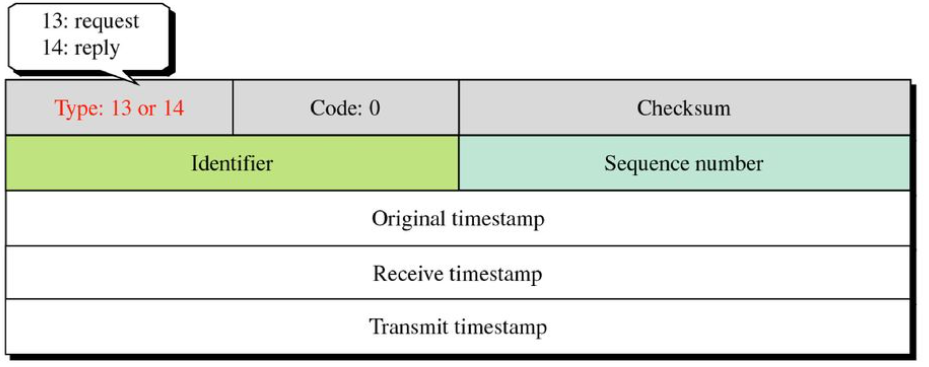 13: request
14: reply
Type: 13 or 14 Code: 0 Checksum
Identifier Sequence number
Original timestamp
Receive timestamp
Transmit timestamp